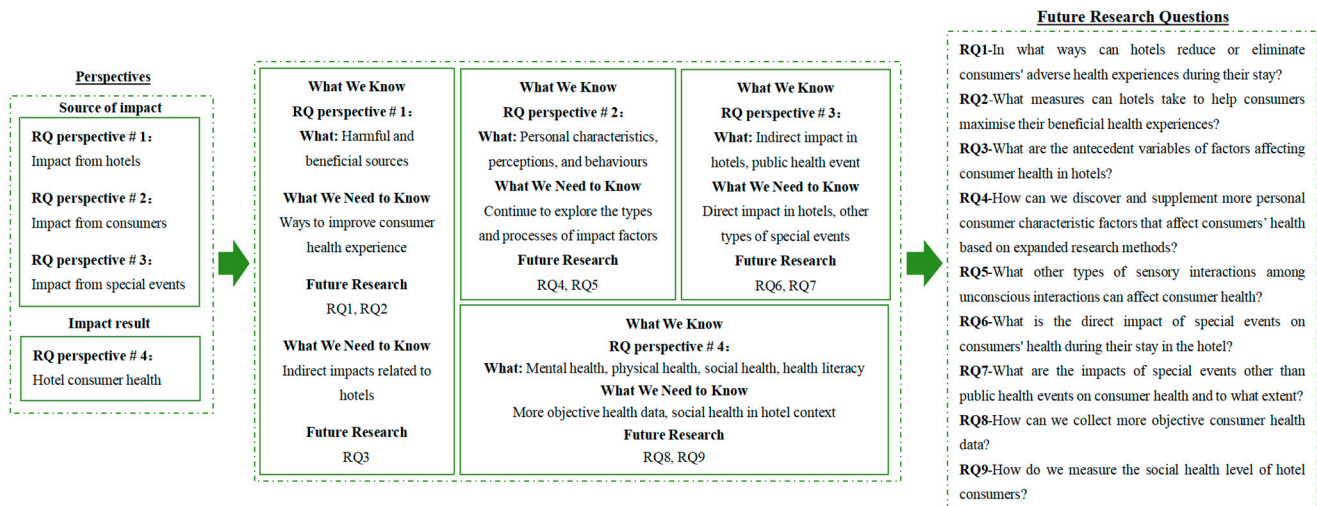 Perspectives
Source of impact
RQ perspective # 1:
Impact from hotels
RQ perspective # 2:
Impact from consumers
RQ perspective # 3:
Impact from special events
Impact result
RQ perspective # 4:
Hotel consumer health
What We Know
RQ perspective # 1:
What: Harmful and
beneficial sources
What We Need to Know
Ways to improve consumer
health experience
Future Research
RQ1, RQ2
What We Need to Know
Indirect impacts related to
hotels
Future Research
RQ3
What We Know
RQ perspective # 2:
What: Personal characteristics,
perceptions, and behaviours
What We Need to Know
Continue to explore the types
and processes of impact factors
Future Research
RQ4, RQ5
What We Know
RQ perspective # 3:
What: Indirect impact in
hotels, public health event
What We Need to Know
Direct impact in hotels, other
types of special events
Future Research
RQ6, RQ7
What We Know
RQ perspective # 4:
What: Mental health, physical health, social health, health literacy
What We Need to Know
More objective health data, social health in hotel context
Future Research
RQ8, RQ9
Future Research Questions
RQ1-In what ways can hotels reduce or eliminate
consumers' adverse health experiences during their stay?
RQ2-What measures can hotels take to help consumers
maximise their beneficial health experiences?
RQ3-What are the antecedent variables of factors affecting
consumer health in hotels?
RQ4-How can we discover and supplement more personal
consumer characteristic factors that affect consumers’ health
based on expanded research methods?
RQ5-What other types of sensory interactions among
unconscious interactions can affect consumer health?
RQ6-What is the direct impact of special events on
consumers' health during their stay in the hotel?
RQ7-What are the impacts of special events other than
public health events on consumer health and to what extent?
RQ8-How can we collect more objective consumer health
data?
RQ9-How do we measure the social health level of hotel
consumers?